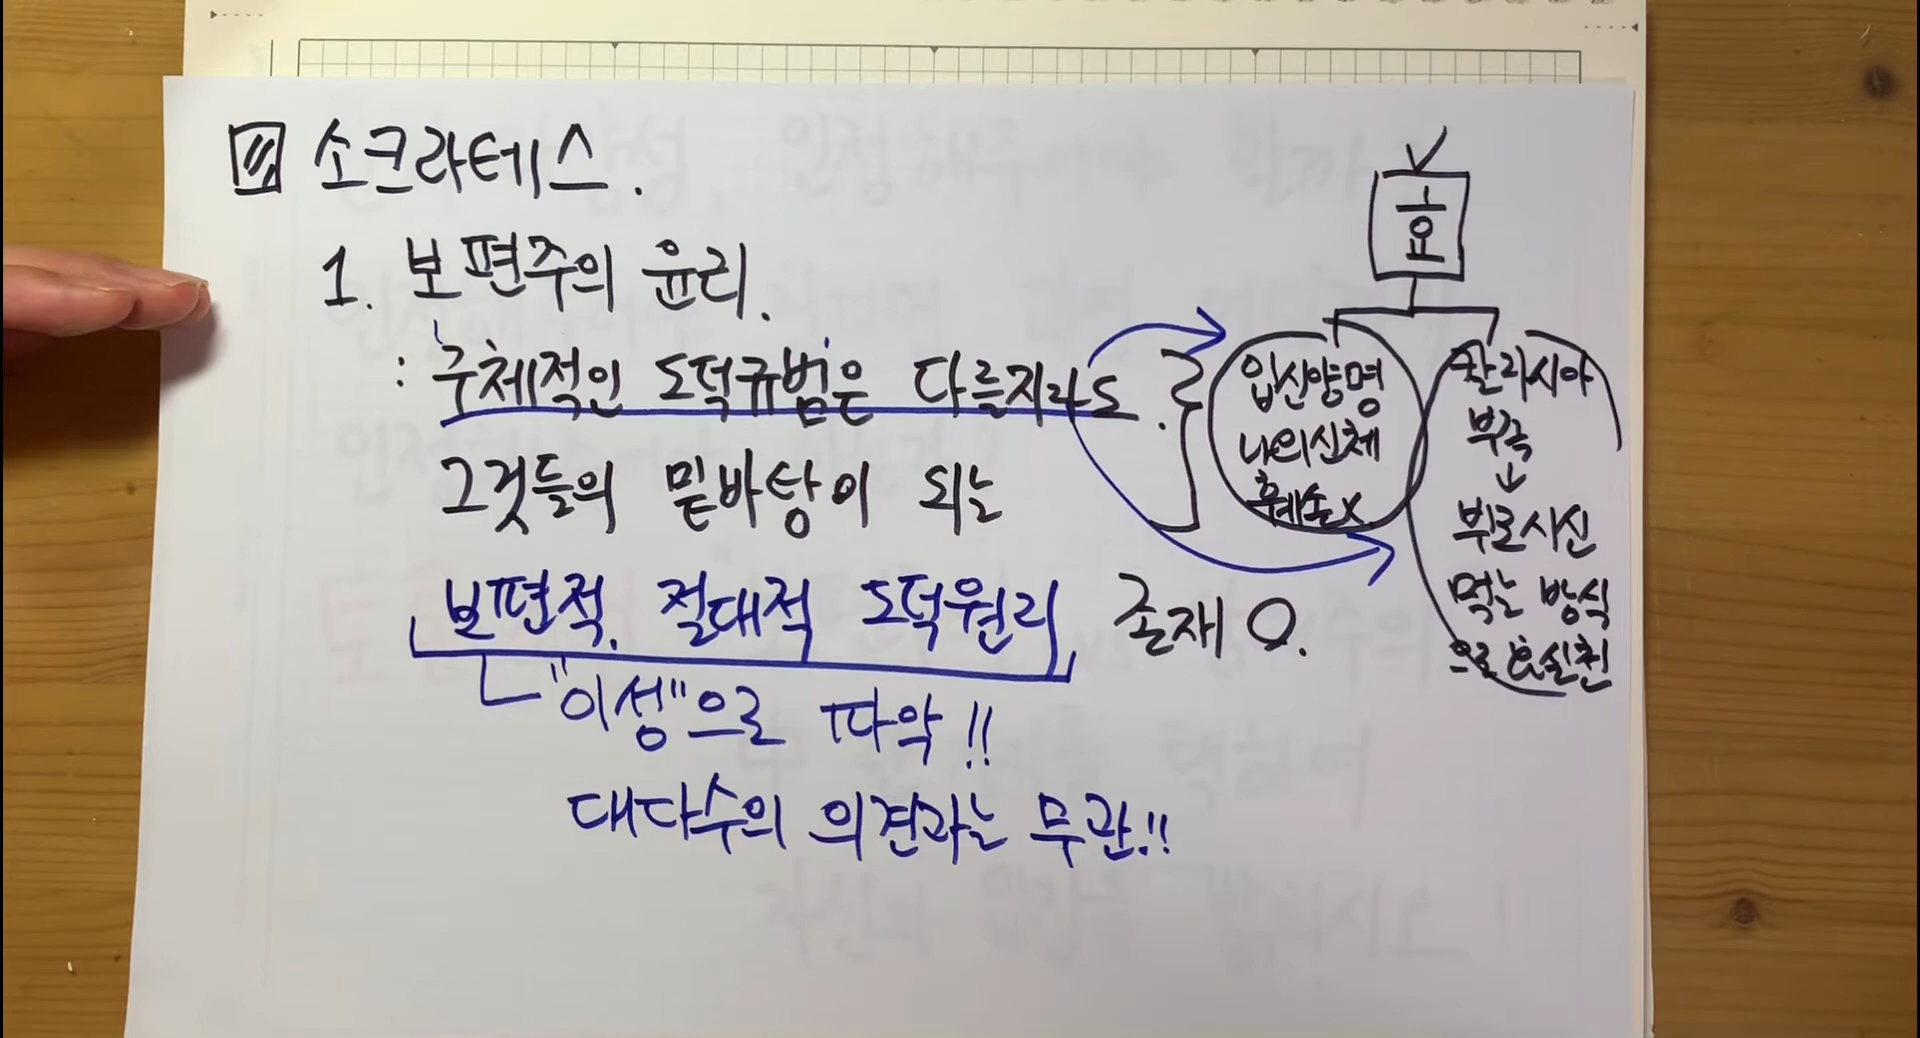 소크라테스.
1. 보편주의 윤리.
: 구체적인 도덕규범은 다를지라도.
그것들의 밑바탕이 되는
보편적, 절대적 도덕원리 존재 O.
"이성"으로 파악!!
대다수의 의견과는 무관!!
효
입신양명
나의신체
훼손x
칼라시아
부족
↓
부모시신
먹는 방식
으로 효실천